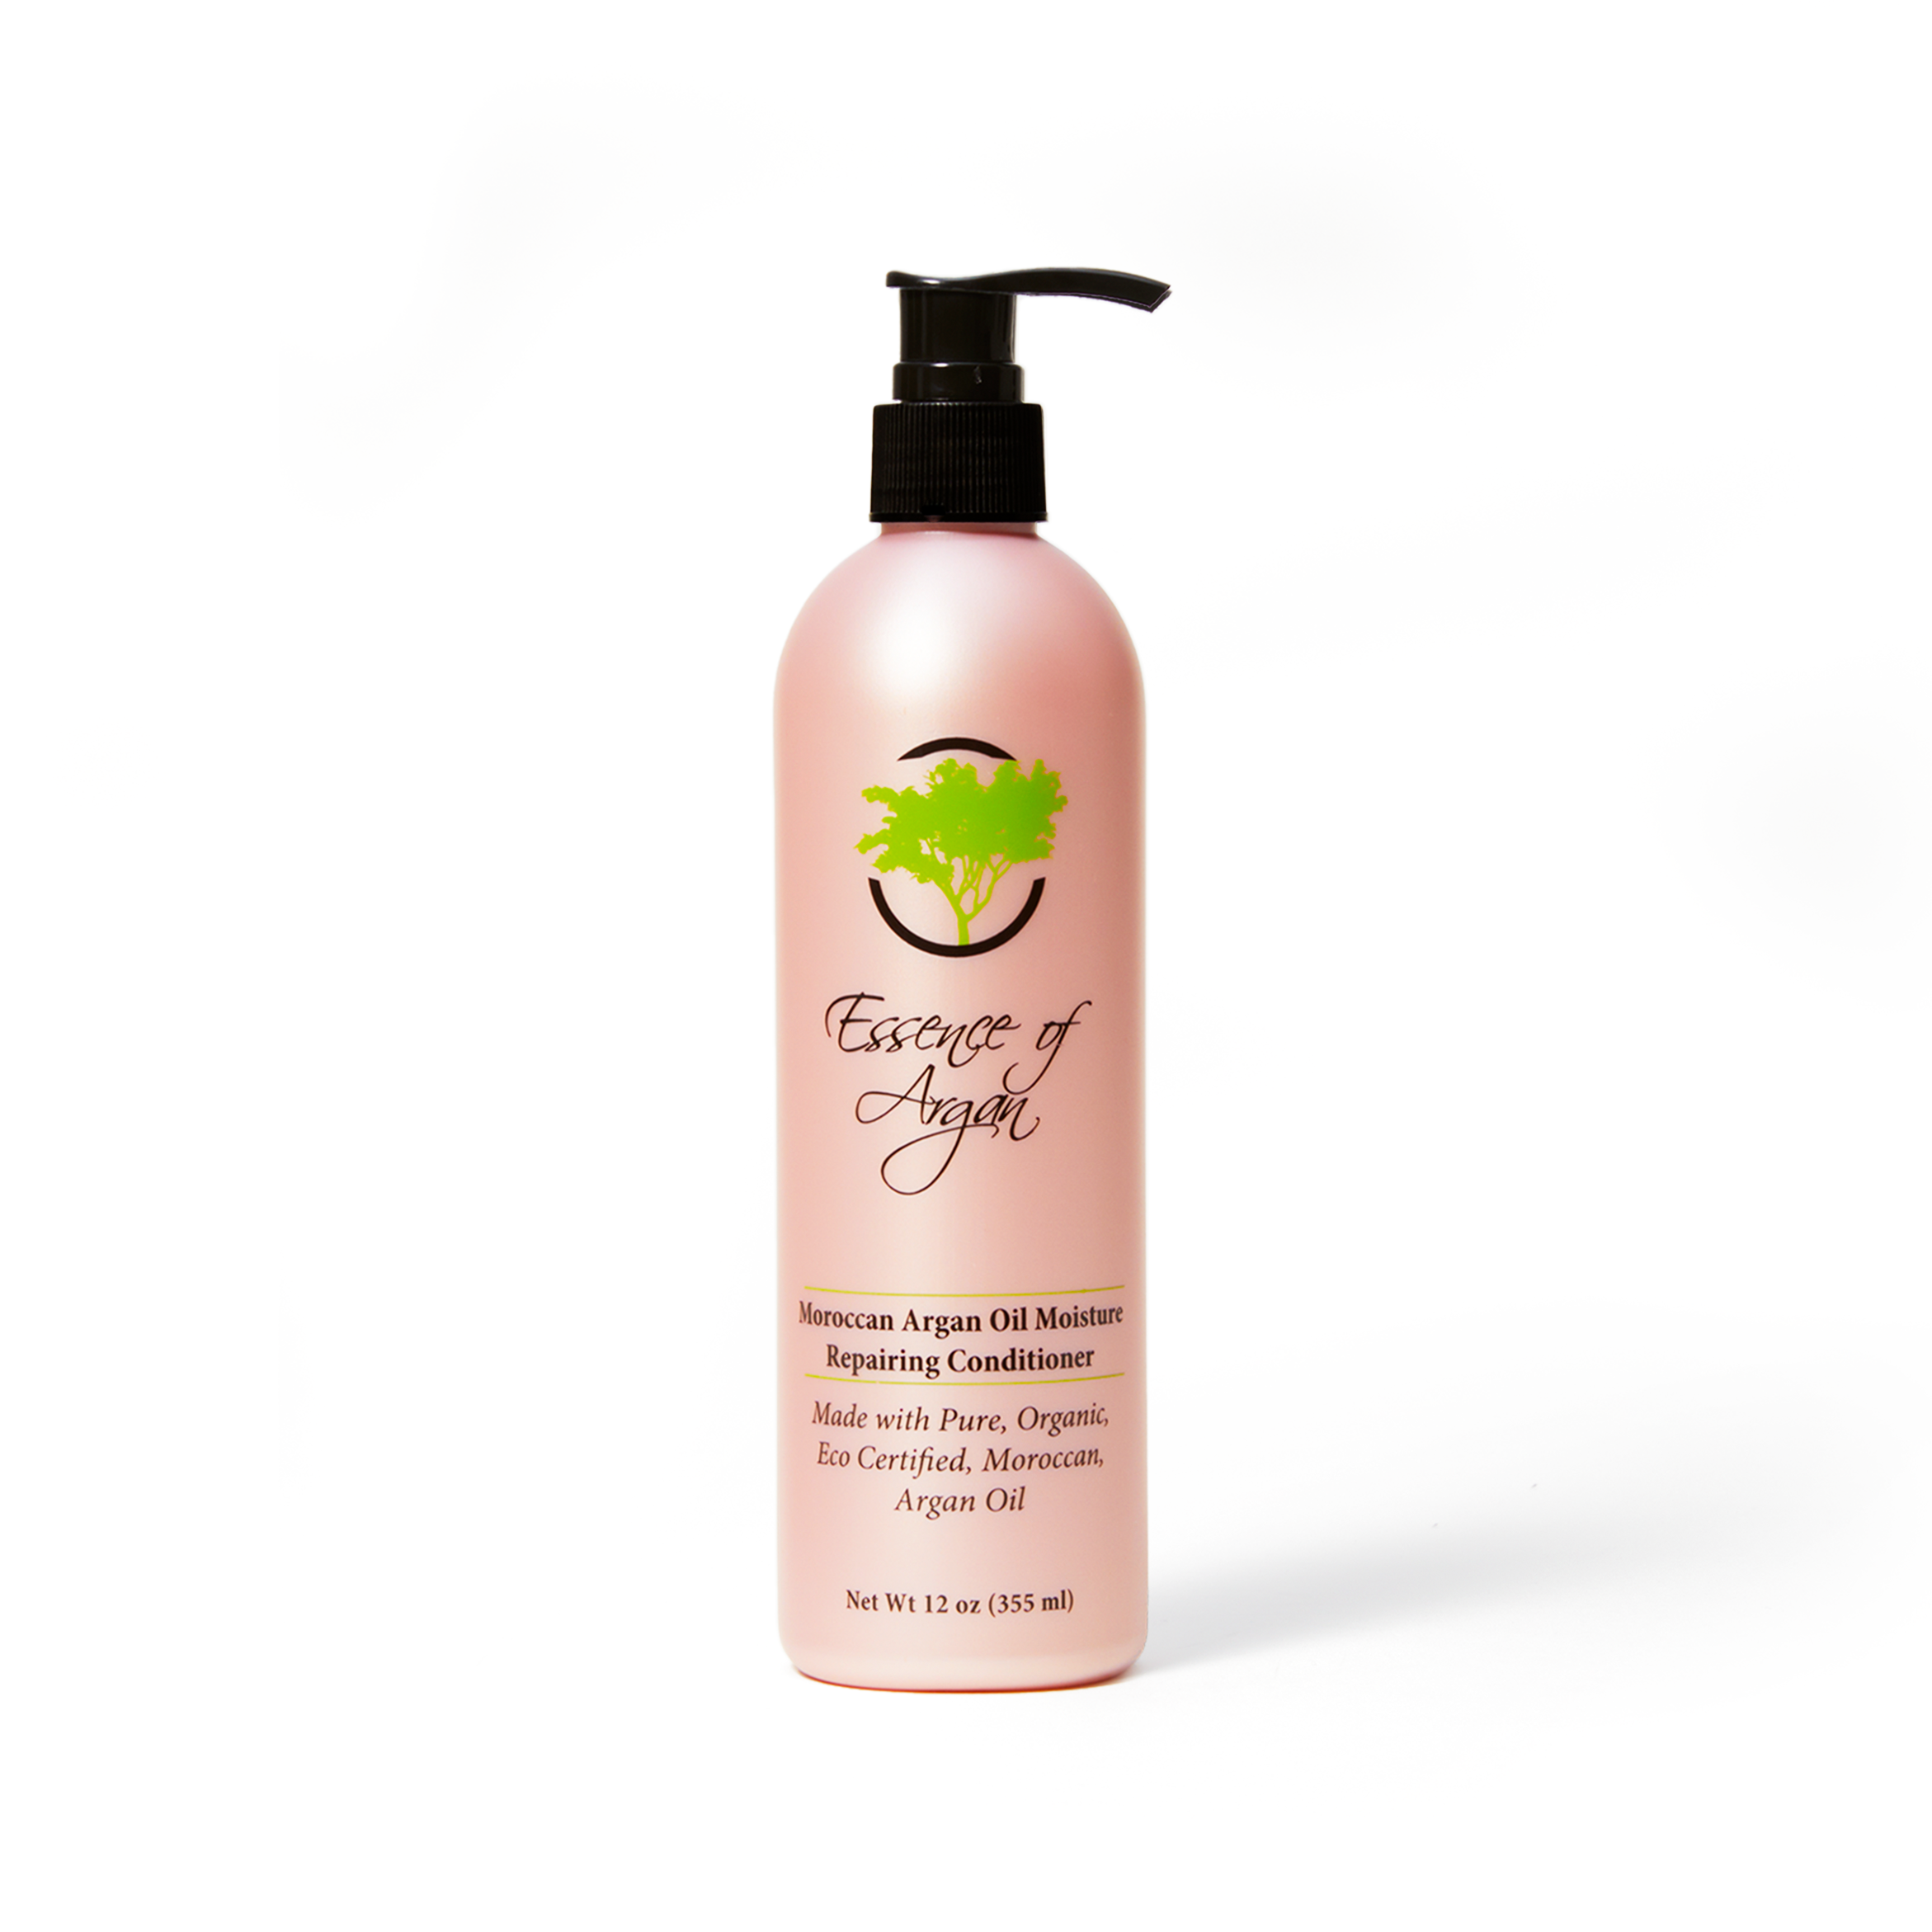 Essence of
Argan
Moroccan Argan Oil Moisture
Repairing Conditioner
Made with Pure, Organic,
Eco Certified, Moroccan,
Argan Oil
Net Wt 12 oz (355 ml)